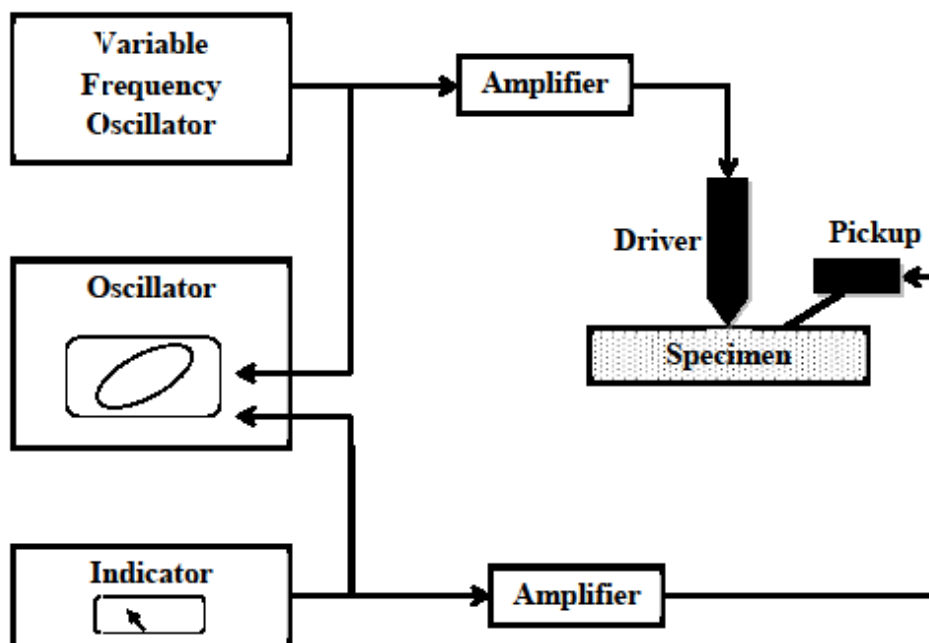 Variable
Frequency
Oscillator
Amplifier
Driver
Pickup
Oscillator
Specimen
Indicator
Amplifier